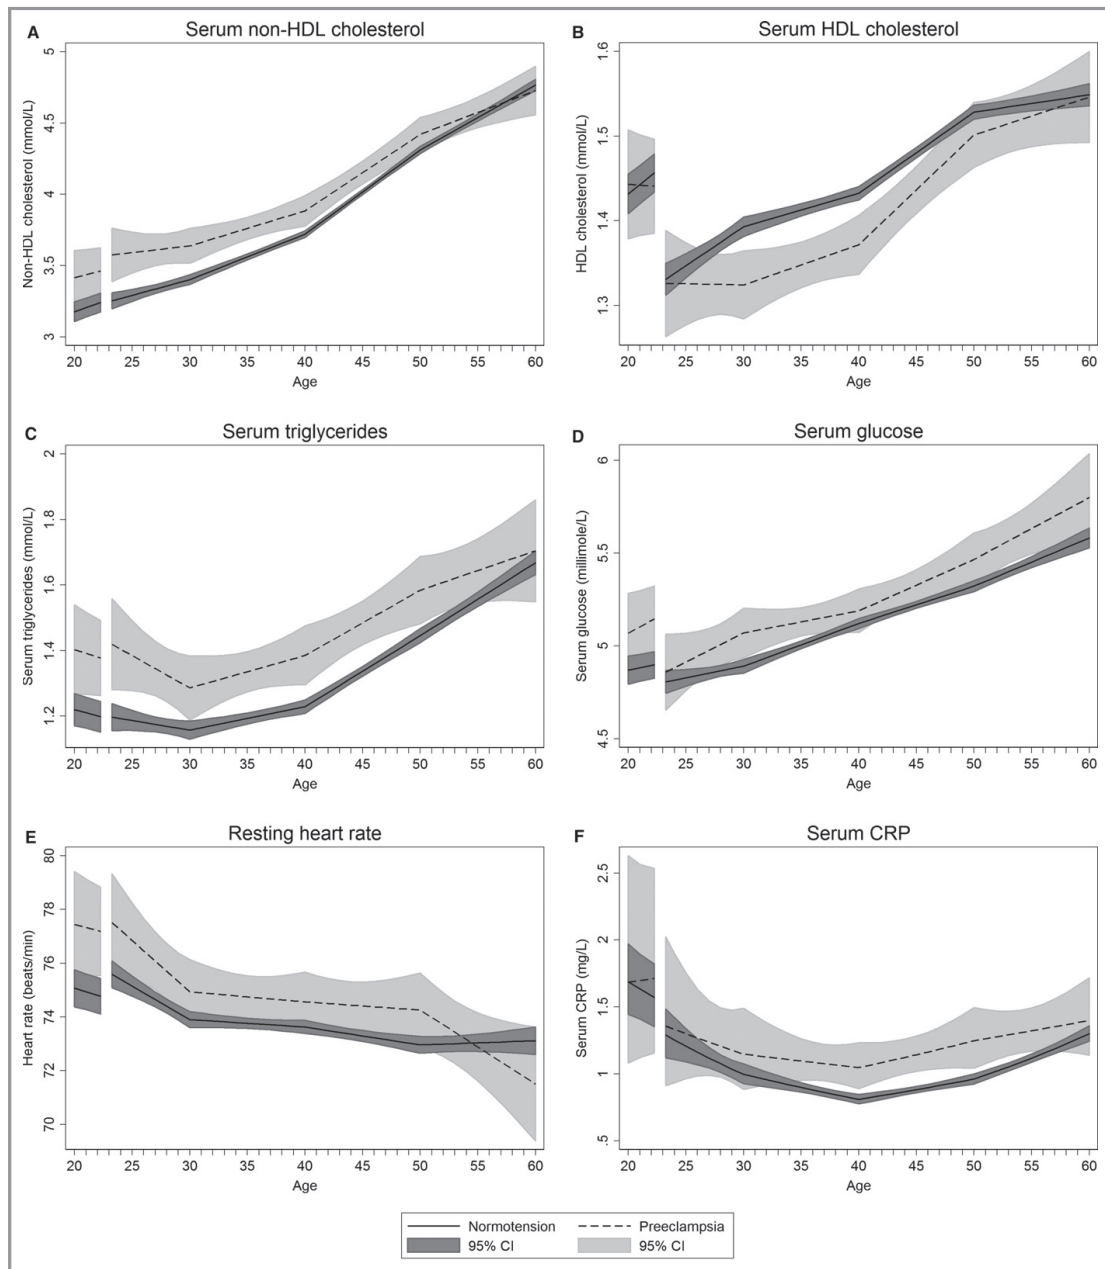 A Serum non-HDL cholesterol
Non-HDL cholesterol (mmol/L)
5
4.5
4
3.5
3
20 25 30 35 40 45 50 55 60
Age
B Serum HDL cholesterol
HDL cholesterol (mmol/L)
1.6
1.5
1.4
1.3
20 25 30 35 40 45 50 55 60
Age
C Serum triglycerides
Serum triglycerides (mmol/L)
2
1.8
1.6
1.4
1.2
20 25 30 35 40 45 50 55 60
Age
D Serum glucose
Serum glucose (millimole/L)
6
5.5
5
4.5
20 25 30 35 40 45 50 55 60
Age
E Resting heart rate
Heart rate (beats/min)
80
78
76
74
72
70
20 25 30 35 40 45 50 55 60
Age
F Serum CRP
Serum CRP (mg/L)
2.5
2
1.5
1
.5
20 25 30 35 40 45 50 55 60
Age
Normotension Preeclampsia
95% CI 95% CI